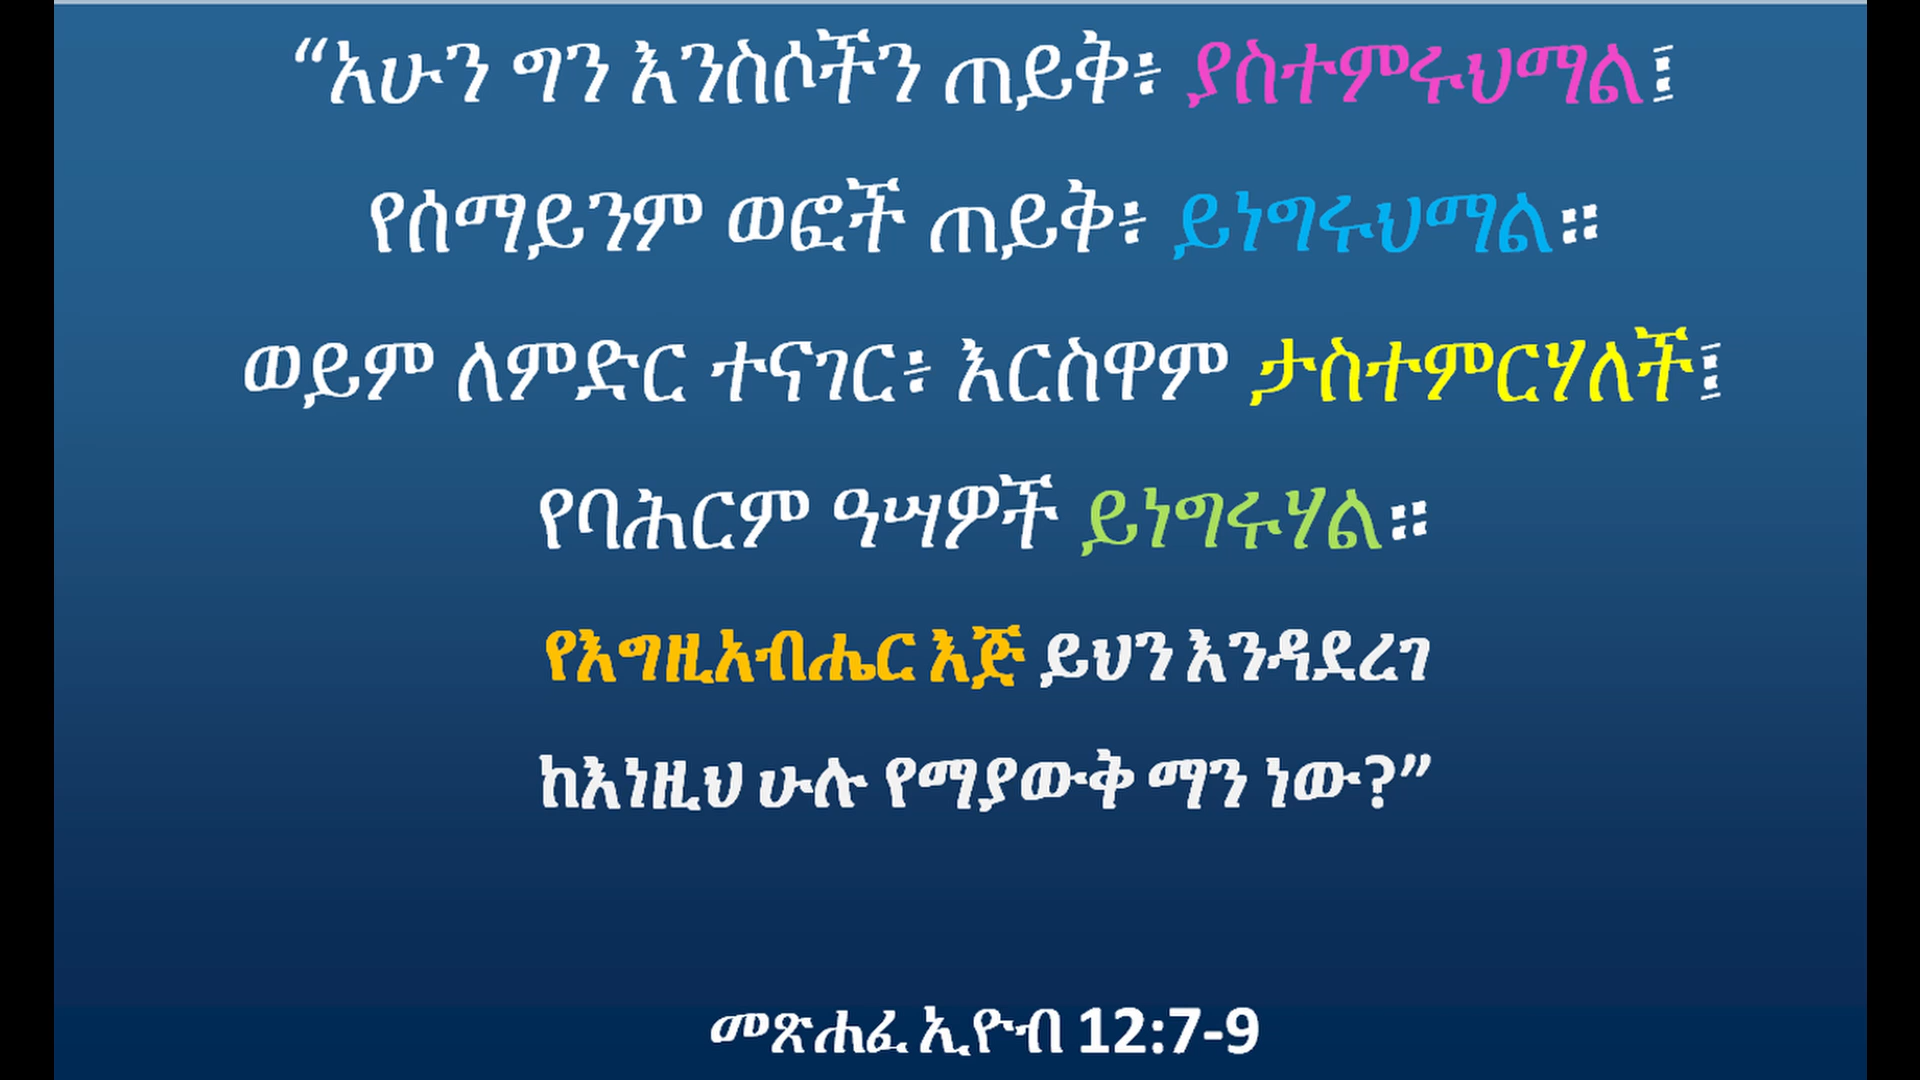 “አሁን ግን እንስሶችን ጠይቅ፥ ያስተምሩህማል፤
የሰማይንም ወፎች ጠይቅ፥ ይነግሩህማል።
ወይም ለምድር ተናገር፥ እርስዋም ታስተምርሃለች፤
የባሕርም ዓሣዎች ይነግሩሃል።
የእግዚአብሔር እጅ ይህን እንዳደረገ
ከእነዚህ ሁሉ የማያውቅ ማን ነው?”
መጽሐፈ ኢዮብ 12:7-9